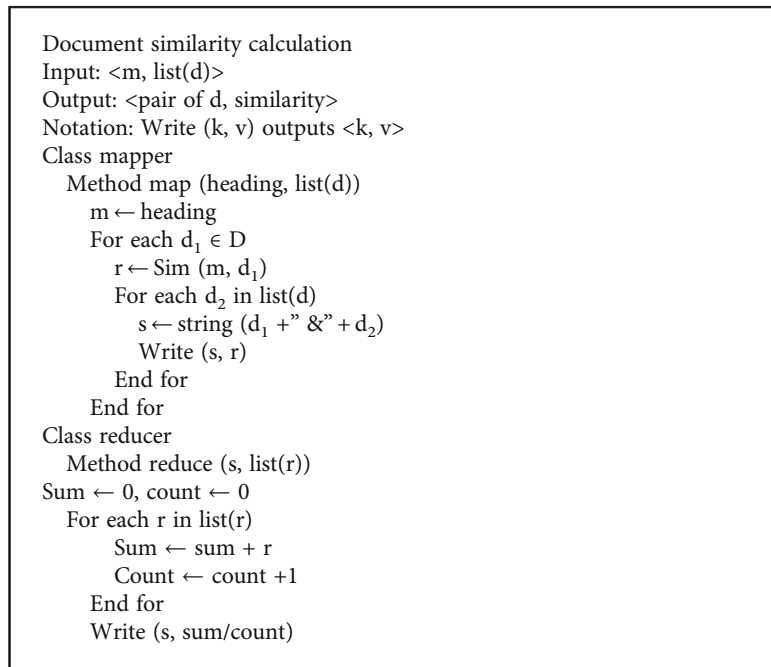 Document similarity calculation
Input: <m, list(d)>
Output: <pair of d, similarity>
Notation: Write (k, v) outputs <k, v>
Class mapper
Method map (heading, list(d))
m ← heading
For each d₁ ∈ D
r ← Sim (m, d₁)
For each d₂ in list(d)
s ← string (d₁ +” &” + d₂)
Write (s, r)
End for
End for
Class reducer
Method reduce (s, list(r))
Sum ← 0, count ← 0
For each r in list(r)
Sum ← sum + r
Count ← count +1
End for
Write (s, sum/count)